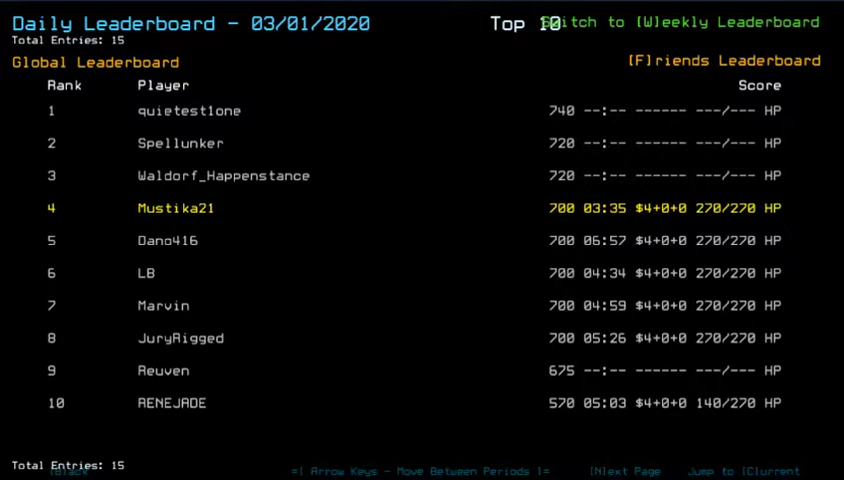 Daily Leaderboard - 03/01/2020 Top 10 Switch to [W]eekly Leaderboard
Total Entries: 15
Global Leaderboard [F]riends Leaderboard
Rank Player Score
1 quietest1one 740 --:-- ------ ---/--- HP
2 Spellunker 720 --:-- ------ ---/--- HP
3 Waldorf_Happenstance 720 --:-- ------ ---/--- HP
4 Mustika21 700 03:35 $4+0+0 270/270 HP
5 Dano416 700 06:57 $4+0+0 270/270 HP
6 LB 700 04:34 $4+0+0 270/270 HP
7 Marvin 700 04:59 $4+0+0 270/270 HP
8 JuryRigged 700 05:26 $4+0+0 270/270 HP
9 Reuven 675 --:-- ------ ---/--- HP
10 RENEJADE 570 05:03 $4+0+0 140/270 HP
Total Entries: 15
[B]ack =[ Arrow Keys - Move Between Periods ]= [N]ext Page Jump to [C]urrent